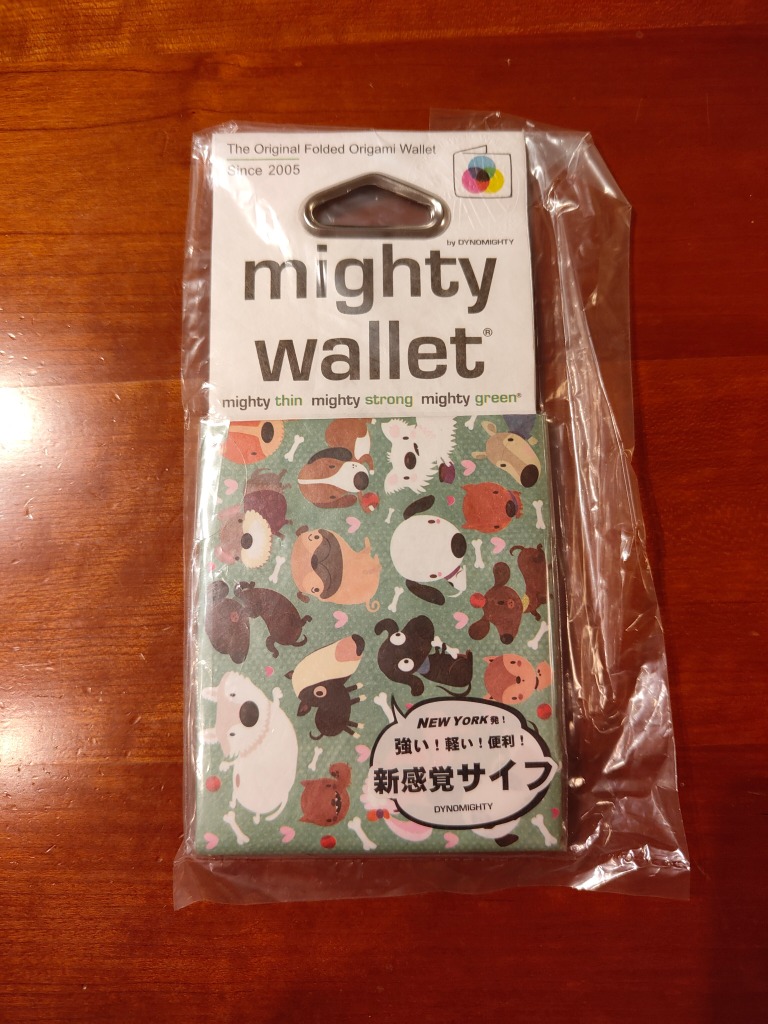 The Original Folded Origami Wallet
Since 2005
by DYNOMIGHTY
mighty
wallet®
mighty thin mighty strong mighty green®
NEW YORK発！
強い！軽い！便利！
新感覚サイフ
DYNOMIGHTY